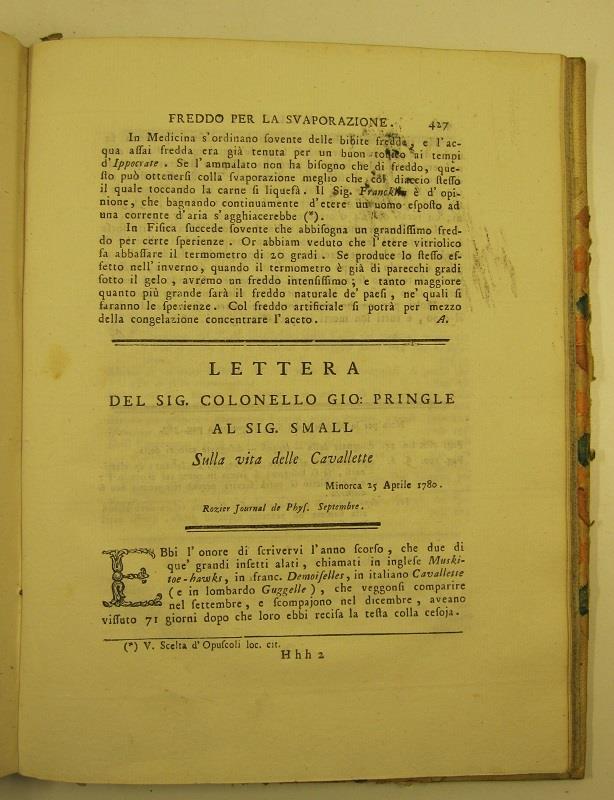 FREDDO PER LA SVAPORAZIONE. 427
In Medicina s'ordinano ſovente delle bibite fredde, e l'ac-
qua aſſai fredda era già tenuta per un buon tonico ai tempi
d'Ippocrate. Se l'ammalato non ha biſogno che di freddo, que-
ſto può ottenerſi colla ſvaporazione meglio che col diaccio ſteſſo
il quale toccando la carne ſi liquefà. Il Sig. Francklin è d'opi-
nione, che bagnando continuamente d'etere un uomo eſpoſto ad
una corrente d'aria s'agghiacerebbe (*).
In Fiſica ſuccede ſovente che abbiſogna un grandiſſimo fred-
do per certe ſperienze. Or abbiam veduto che l'etere vitriolico
fa abbaſſare il termometro di 20 gradi. Se produce lo ſteſſo ef-
fetto nell'inverno, quando il termometro è già di parecchi gradi
ſotto il gelo, avremo un freddo intenſiſſimo; e tanto maggiore
quanto più grande ſarà il freddo naturale de' paeſi, ne' quali ſi
faranno le ſperienze. Col freddo artificiale ſi potrà per mezzo
della congelazione concentrare l'aceto. A.
LETTERA
DEL SIG. COLONELLO GIO: PRINGLE
AL SIG. SMALL
Sulla vita delle Cavallette
Minorca 25 Aprile 1780.
Rozier Journal de Phyſ. Septembre.
EBbi l'onore di ſcrivervi l'anno ſcorſo, che due di
que' grandi inſetti alati, chiamati in ingleſe Muski-
toe-hawks, in franc. Demoiſelles, in italiano Cavallette
(e in lombardo Guggelle), che veggonſi comparire
nel ſettembre, e ſcompajono nel dicembre, aveano
viſſuto 71 giorni dopo che loro ebbi reciſa la teſta colla ceſoja.
(*) V. Scelta d'Opuſcoli loc. cit.
Hhh 2